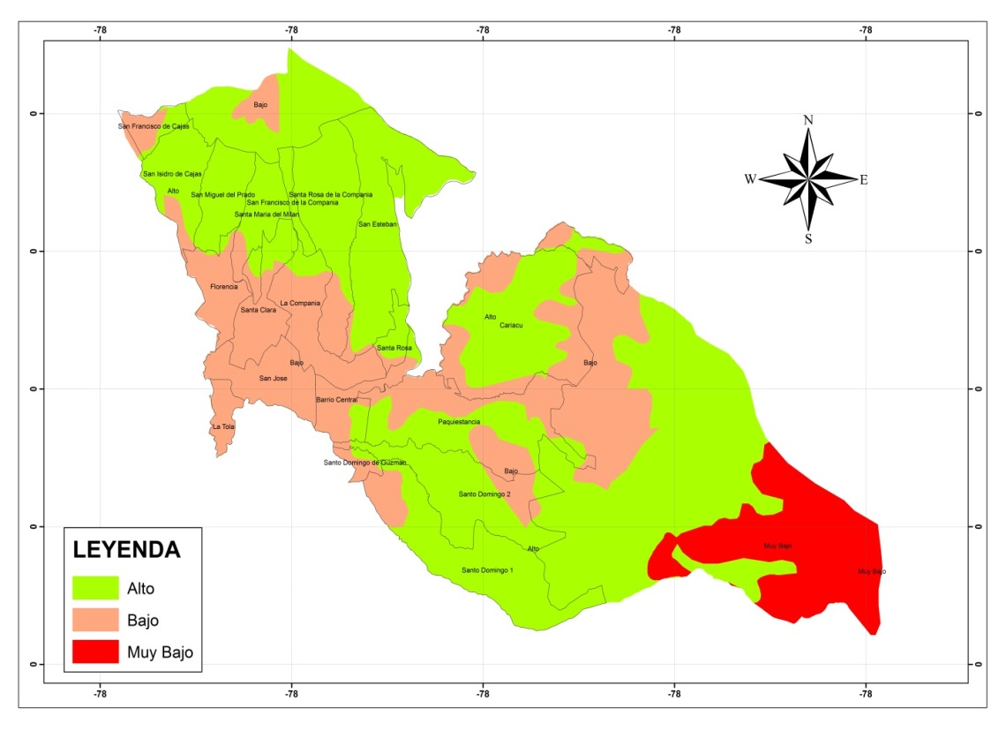 -78 -78 -78 -78 -78
0 0
0 0
0 0
0 0
0 0
N
W E
S
Bajo
San Francisco de Cajas
San Isidro de Cajas
Alto
San Miguel del Prado
Santa Rosa de la Compania
San Francisco de la Compania
Santa Maria del Milan
San Esteban
Florencia
La Compania
Santa Clara
Alto
Cariacu
Santa Rosa
Bajo
Bajo
San Jose
Barrio Central
La Tola
Paquiestancia
Santo Domingo de Guzman
Bajo
Santo Domingo 2
Alto
Santo Domingo 1
Muy Bajo
Muy Bajo
LEYENDA
Alto
Bajo
Muy Bajo
-78 -78 -78 -78 -78